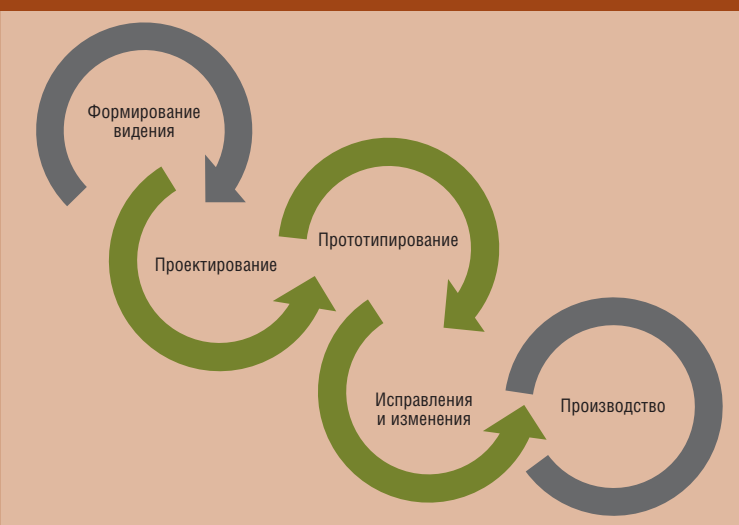 Формирование
видения
Проектирование
Прототипирование
Исправления
и изменения
Производство